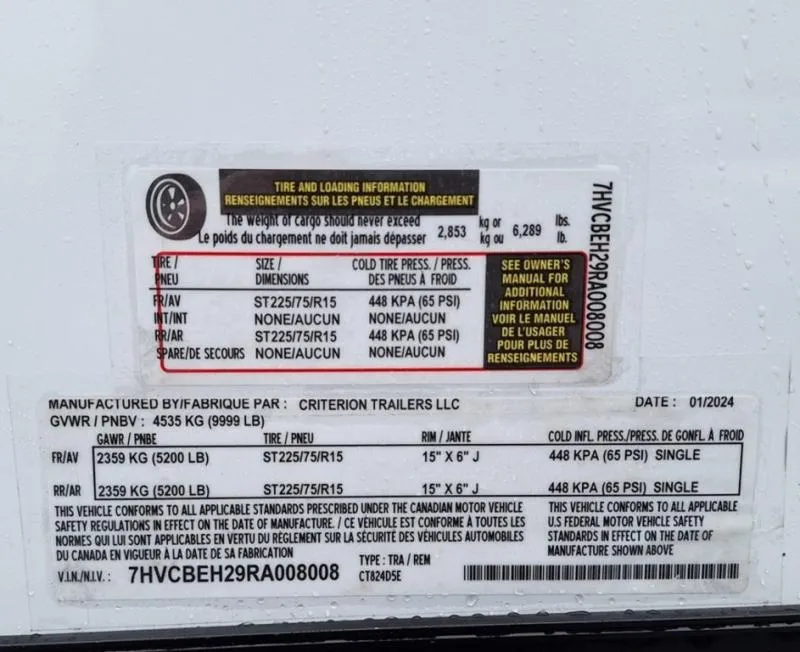 TIRE AND LOADING INFORMATION
RENSEIGNEMENTS SUR LES PNEUS ET LE CHARGEMENT
The weight of cargo should never exceed 2,853 kg or 6,289 lbs.
Le poids du chargement ne doit jamais dépasser kg ou lb.
TIRE / SIZE / COLD TIRE PRESS. / PRESS.
PNEU DIMENSIONS DES PNEUS À FROID
FR/AV ST225/75/R15 448 KPA (65 PSI)
INT/INT NONE/AUCUN NONE/AUCUN
RR/AR ST225/75/R15 448 KPA (65 PSI)
SPARE/DE SECOURS NONE/AUCUN NONE/AUCUN
SEE OWNER'S
MANUAL FOR
ADDITIONAL
INFORMATION
VOIR LE MANUEL
DE L'USAGER
POUR PLUS DE
RENSEIGNEMENTS
7HVCBEH29RA008008
MANUFACTURED BY/FABRIQUE PAR : CRITERION TRAILERS LLC DATE : 01/2024
GVWR / PNBV : 4535 KG (9999 LB)
GAWR / PNBE TIRE / PNEU RIM / JANTE COLD INFL. PRESS./PRESS. DE GONFL. À FROID
FR/AV 2359 KG (5200 LB) ST225/75/R15 15" X 6" J 448 KPA (65 PSI) SINGLE
RR/AR 2359 KG (5200 LB) ST225/75/R15 15" X 6" J 448 KPA (65 PSI) SINGLE
THIS VEHICLE CONFORMS TO ALL APPLICABLE STANDARDS PRESCRIBED UNDER THE CANADIAN MOTOR VEHICLE
SAFETY REGULATIONS IN EFFECT ON THE DATE OF MANUFACTURE. / CE VÉHICULE EST CONFORME À TOUTES LES
NORMES QUI LUI SONT APPLICABLES EN VERTU DU RÈGLEMENT SUR LA SÉCURITÉ DES VÉHICULES AUTOMOBILES
DU CANADA EN VIGUEUR À LA DATE DE SA FABRICATION
THIS VEHICLE CONFORMS TO ALL APPLICABLE
U.S FEDERAL MOTOR VEHICLE SAFETY
STANDARDS IN EFFECT ON THE DATE OF
MANUFACTURE SHOWN ABOVE
TYPE : TRA / REM
V.I.N./N.I.V. : 7HVCBEH29RA008008 CT824D5E